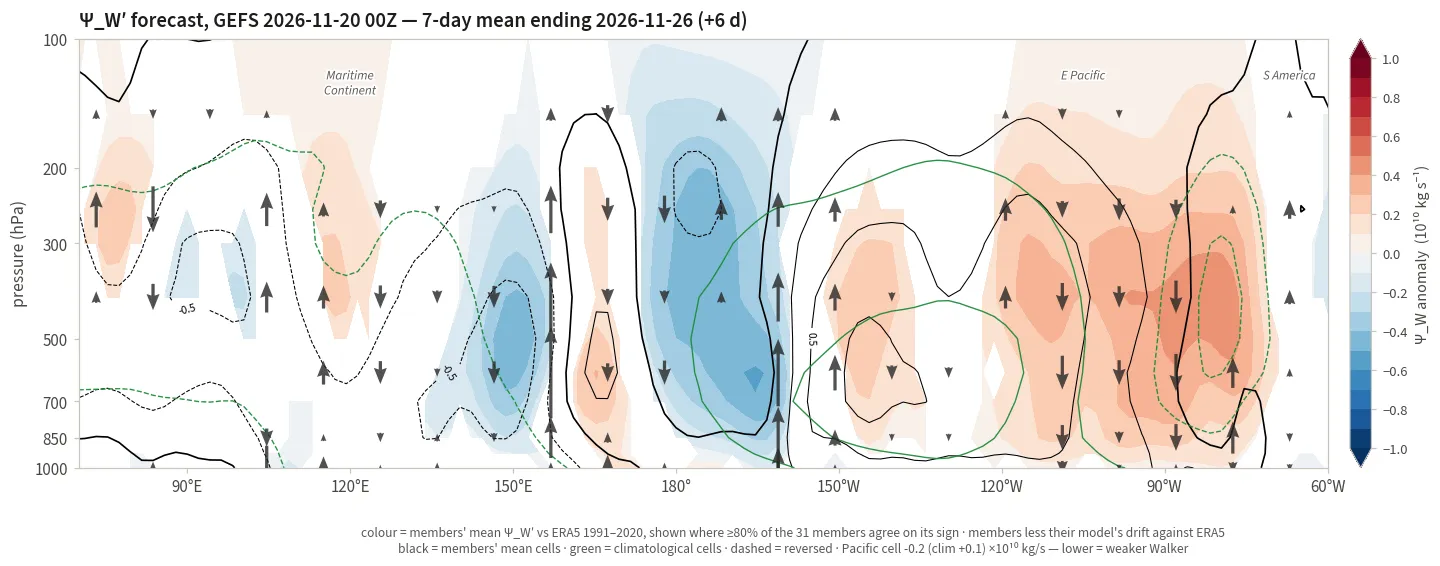 Ψ_W′ forecast, GEFS 2026-11-20 00Z — 7-day mean ending 2026-11-26 (+6 d)
100
200
300
500
700
850
1000
pressure (hPa)
Maritime
Continent
E Pacific
S America
-0.5
-0.5
0.5
90°E
120°E
150°E
180°
150°W
120°W
90°W
60°W
1.0
0.8
0.6
0.4
0.2
0.0
−0.2
−0.4
−0.6
−0.8
−1.0
Ψ_W anomaly (10¹⁰ kg s⁻¹)
colour = members' mean Ψ_W′ vs ERA5 1991–2020, shown where ≥80% of the 31 members agree on its sign · members less their model's drift against ERA5
black = members' mean cells · green = climatological cells · dashed = reversed · Pacific cell -0.2 (clim +0.1) ×10¹⁰ kg/s — lower = weaker Walker